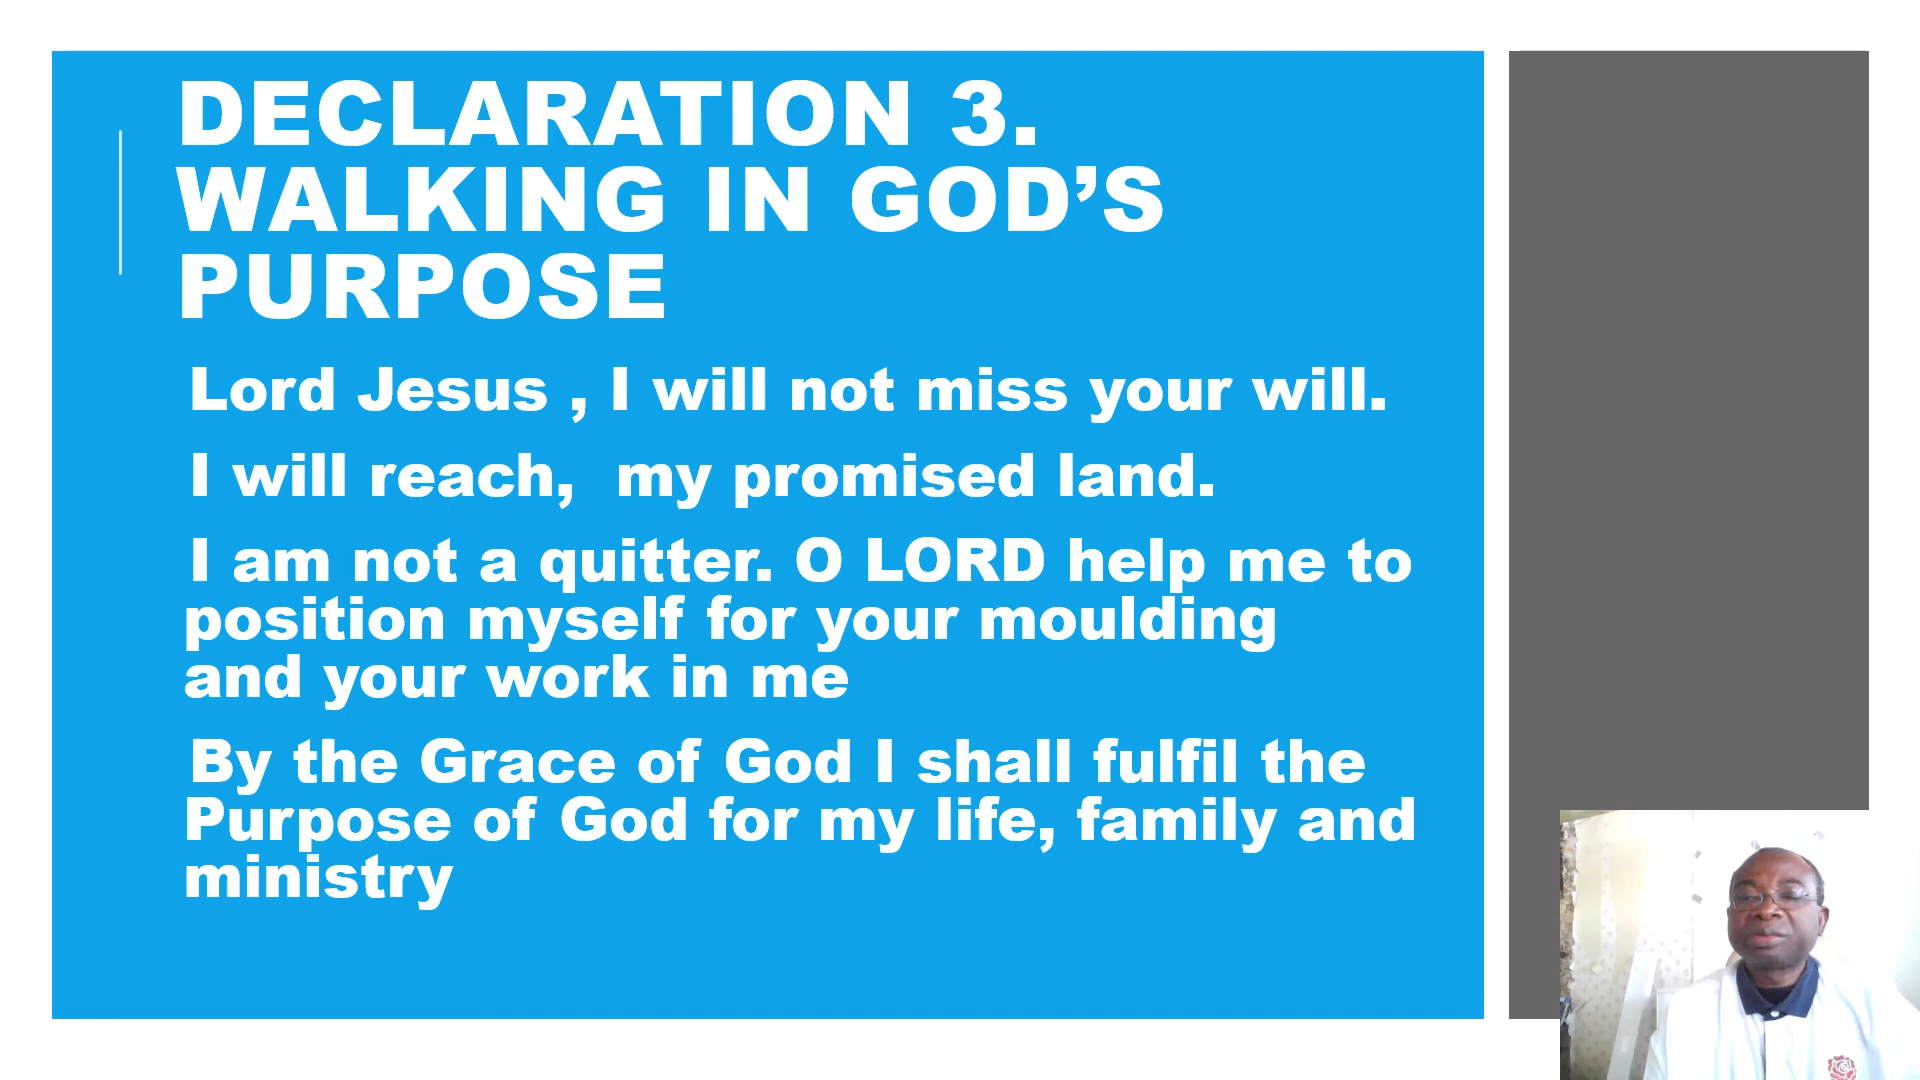 DECLARATION 3.
WALKING IN GOD’S
PURPOSE
Lord Jesus , I will not miss your will.
I will reach,  my promised land.
I am not a quitter. O LORD help me to
position myself for your moulding
and your work in me
By the Grace of God I shall fulfil the
Purpose of God for my life, family and
ministry